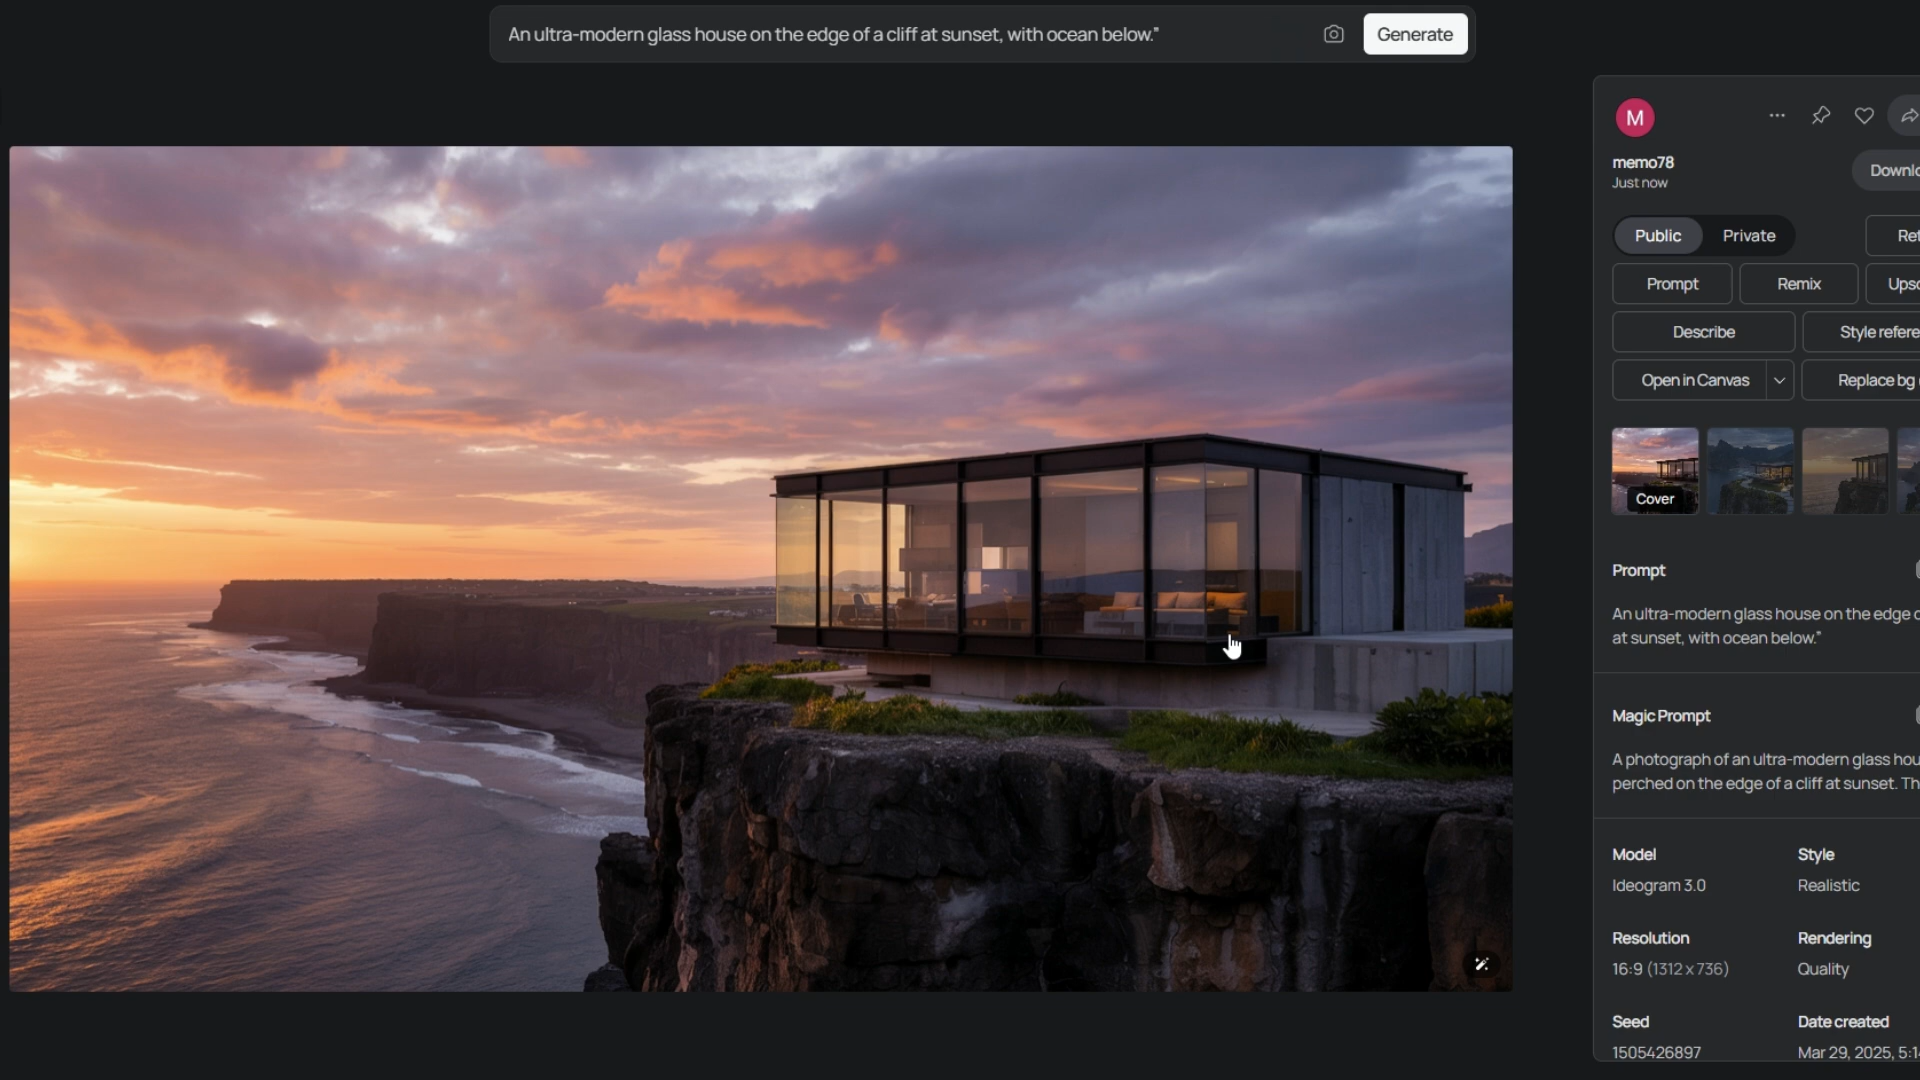 An ultra-modern glass house on the edge of a cliff at sunset, with ocean below."
Generate
M
memo78
Just now
Public
Private
Prompt
Remix
Describe
Open in Canvas
Replace bg
Cover
Prompt
An ultra-modern glass house on the edge
at sunset, with ocean below."
Magic Prompt
A photograph of an ultra-modern glass
perched on the edge of a cliff at sunset.
Model
Style
Ideogram 3.0
Realistic
Resolution
Rendering
16:9 (1312 x 736)
Quality
Seed
Date created
1505426897
Mar 29, 2025,